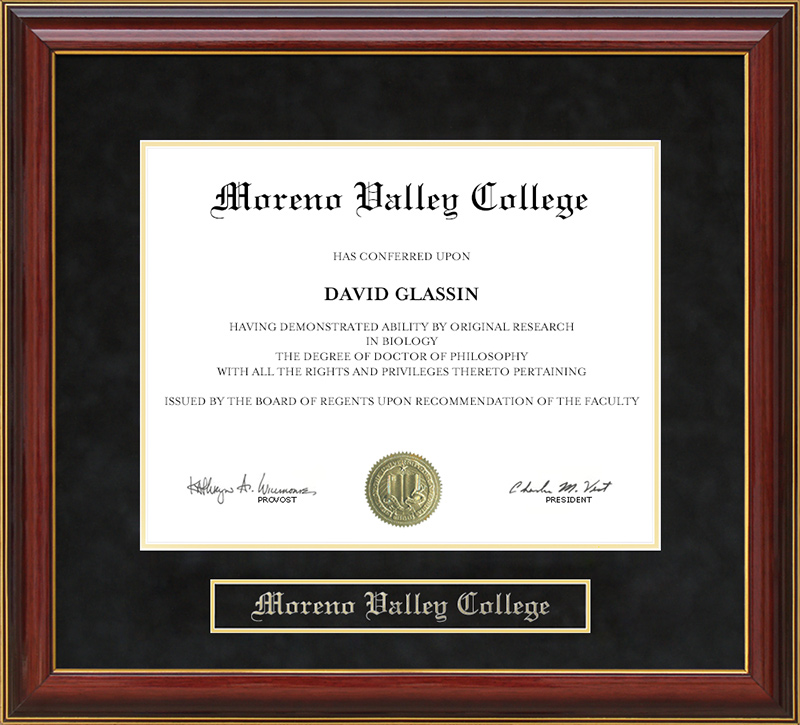 Moreno Valley College
HAS CONFERRED UPON
DAVID GLASSIN
HAVING DEMONSTRATED ABILITY BY ORIGINAL RESEARCH
IN BIOLOGY
THE DEGREE OF DOCTOR OF PHILOSOPHY
WITH ALL THE RIGHTS AND PRIVILEGES THERETO PERTAINING
ISSUED BY THE BOARD OF REGENTS UPON RECOMMENDATION OF THE FACULTY
PROVOST
Charles M. Vest
PRESIDENT
Moreno Valley College